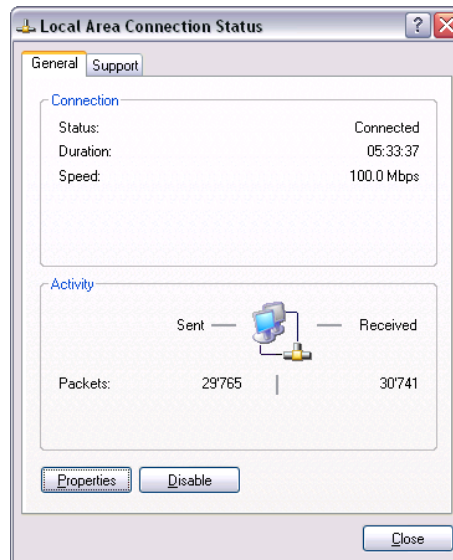 Local Area Connection Status
General Support
Connection
Status: Connected
Duration: 05:33:37
Speed: 100.0 Mbps
Activity
Sent Received
Packets: 29'765 30'741
Properties Disable
Close